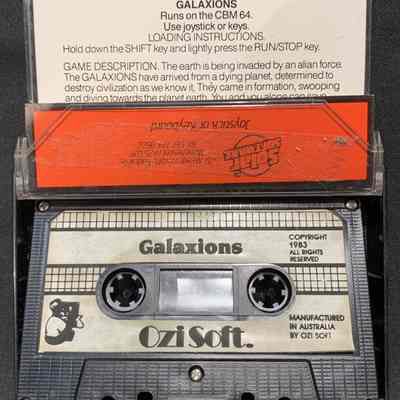 GALAXIONS
Runs on the CBM 64.
Use joystick or keys.
LOADING INSTRUCTIONS.
Hold down the SHIFT key and lightly press the RUN/STOP key.
GAME DESCRIPTION. The earth is being invaded by an alian force.
The GALAXIONS have arrived from a dying planet, determined to
destroy civilization as we know it. They came in formation, swooping
and diving towards the planet earth. You and you alone can save
Joystick or Keyboard
Galaxions
COPYRIGHT
1983
ALL RIGHTS
RESERVED
Ozi Soft.
MANUFACTURED
IN AUSTRALIA
BY OZI SOFT